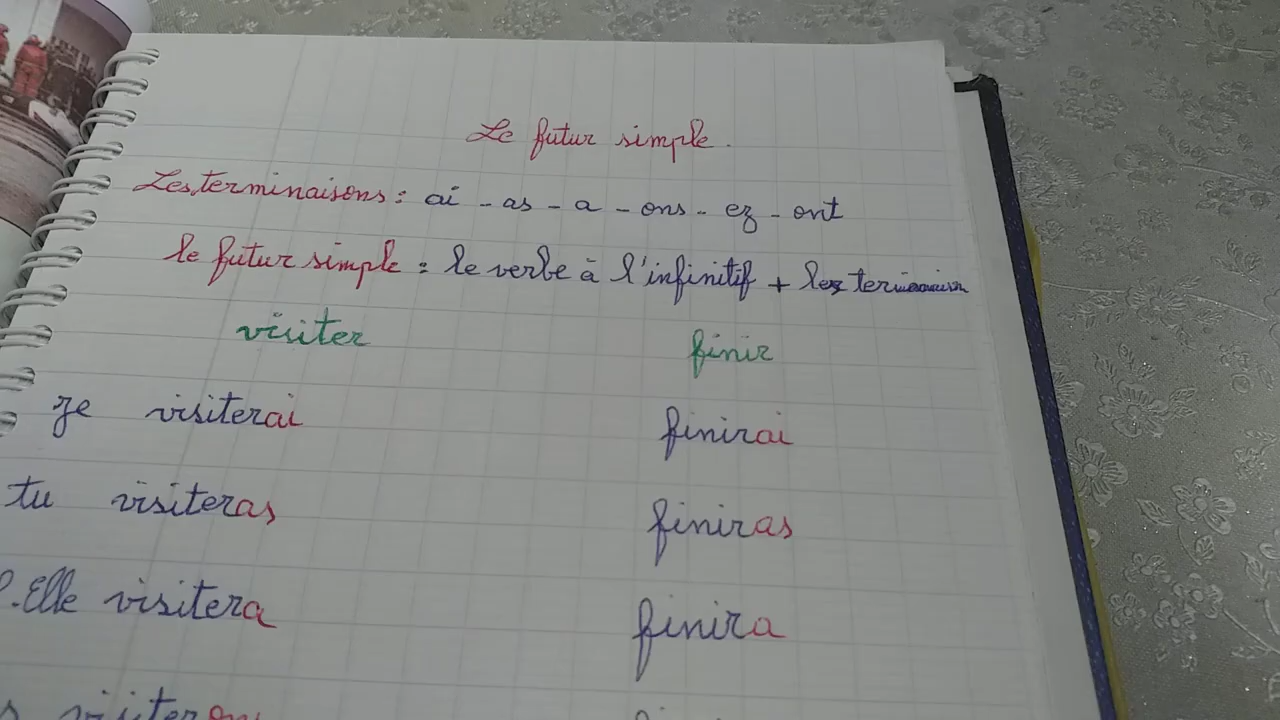 Le futur simple.
Les terminaisons : ai - as - a - ons - ez - ont
le futur simple : le verbe à l'infinitif + les
visiter finir
Je visiterai finirai
tu visiteras finiras
Elle visitera finira